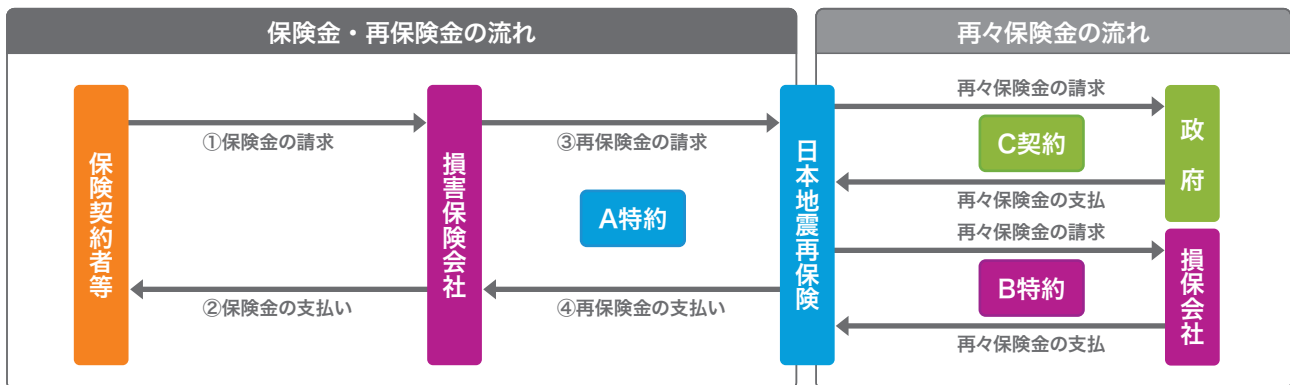 保険金・再保険金の流れ
再々保険金の流れ
保険契約者等
①保険金の請求
②保険金の支払い
損害保険会社
③再保険金の請求
A特約
④再保険金の支払い
日本地震再保険
再々保険金の請求
C契約
再々保険金の支払
政府
再々保険金の請求
B特約
再々保険金の支払
損保会社